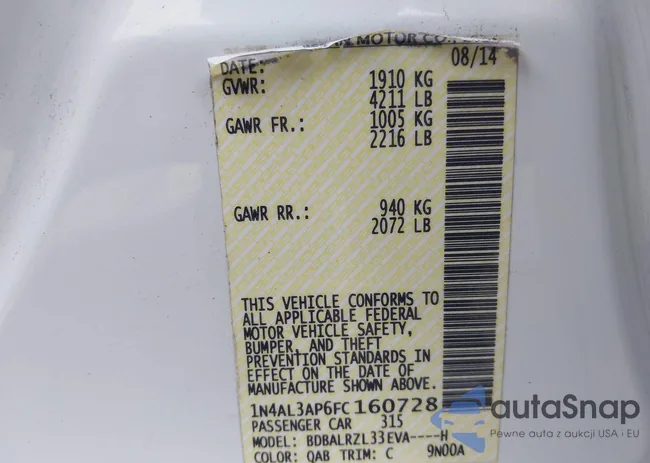 MOTOR CO.
DATE: 08/14
GVWR: 1910 KG
4211 LB
GAWR FR.: 1005 KG
2216 LB
GAWR RR.: 940 KG
2072 LB
THIS VEHICLE CONFORMS TO
ALL APPLICABLE FEDERAL
MOTOR VEHICLE SAFETY,
BUMPER, AND THEFT
PREVENTION STANDARDS IN
EFFECT ON THE DATE OF
MANUFACTURE SHOWN ABOVE.
1N4AL3AP6FC160728
PASSENGER CAR 315
MODEL: BDBALRZL33EVA----H
COLOR: QAB TRIM: C 9N00A
autoSnap
Pewne auta z aukcji USA i EU